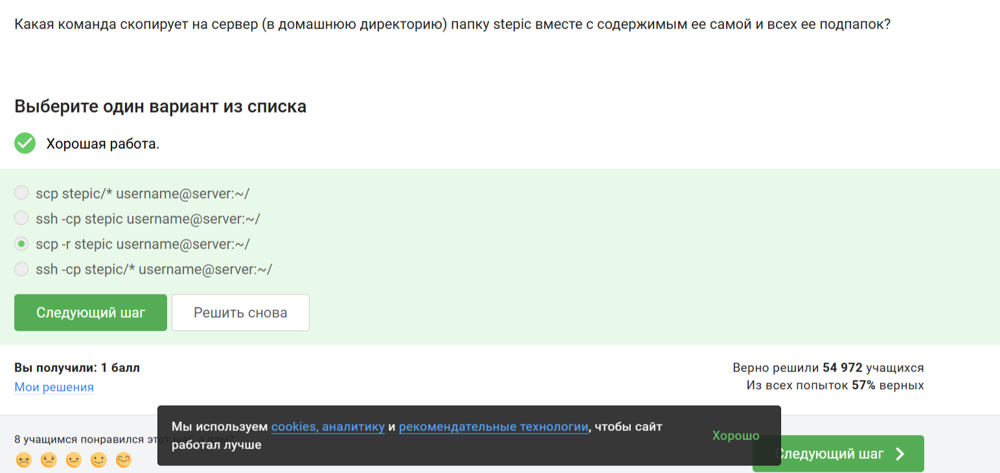 Какая команда скопирует на сервер (в домашнюю директорию) папку stepic вместе с содержимым ее самой и всех ее подпапок?
Выберите один вариант из списка
Хорошая работа.
scp stepic/* username@server:~/
ssh -cp stepic username@server:~/
scp -r stepic username@server:~/
ssh -cp stepic/* username@server:~/
Следующий шаг
Решить снова
Вы получили: 1 балл
Мои решения
Верно решили 54 972 учащихся
Из всех попыток 57% верных
8 учащимся понравился этот шаг, а вам?
Мы используем cookies, аналитику и рекомендательные технологии, чтобы сайт
работал лучше
Хорошо
Следующий шаг